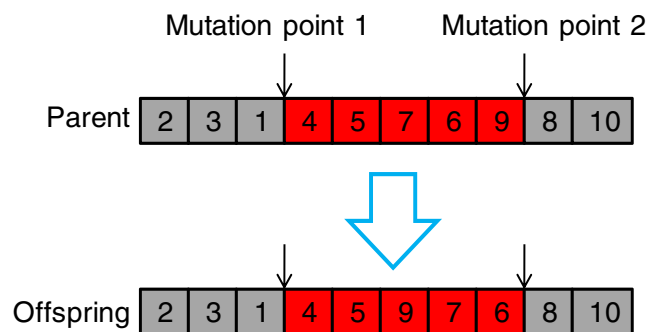 Mutation point 1 Mutation point 2
Parent 2 3 1 4 5 7 6 9 8 10
Offspring 2 3 1 4 5 9 7 6 8 10